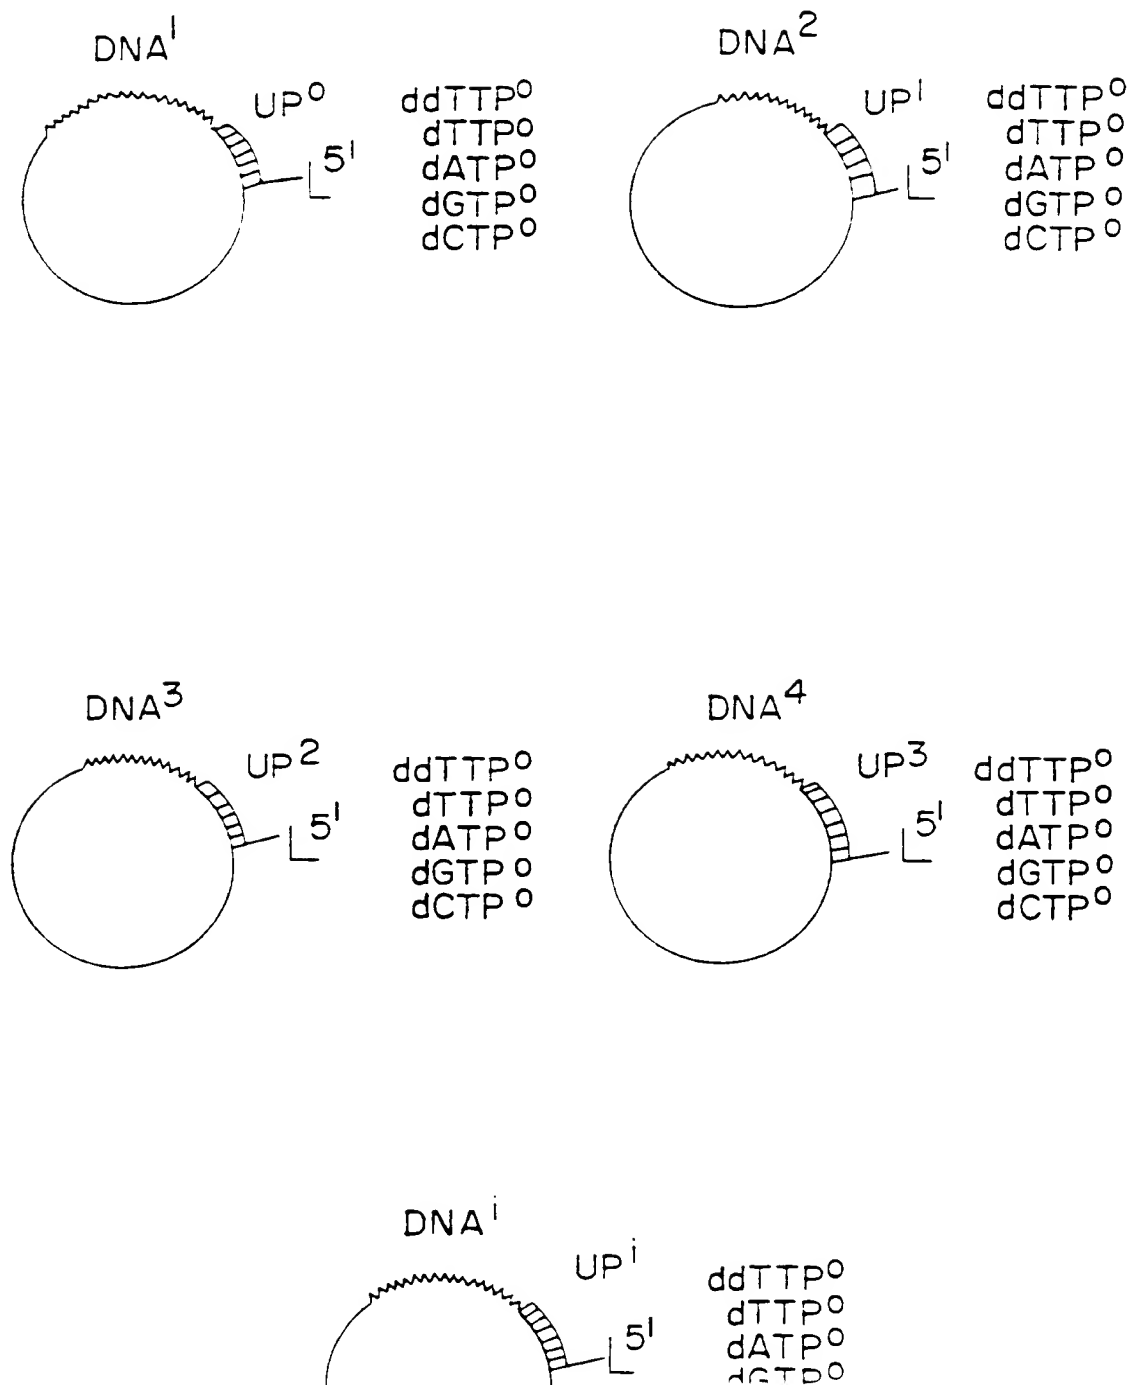 DNA¹
UP⁰
ddTTP⁰
dTTP⁰
dATP⁰
dGTP⁰
dCTP⁰
L 5'
DNA²
UP¹
ddTTP⁰
dTTP⁰
dATP⁰
dGTP⁰
dCTP⁰
L 5'
DNA³
UP²
ddTTP⁰
dTTP⁰
dATP⁰
dGTP⁰
dCTP⁰
L 5'
DNA⁴
UP³
ddTTP⁰
dTTP⁰
dATP⁰
dGTP⁰
dCTP⁰
L 5'
DNAⁱ
UPⁱ
ddTTP⁰
dTTP⁰
dATP⁰
dGTP⁰
L 5'